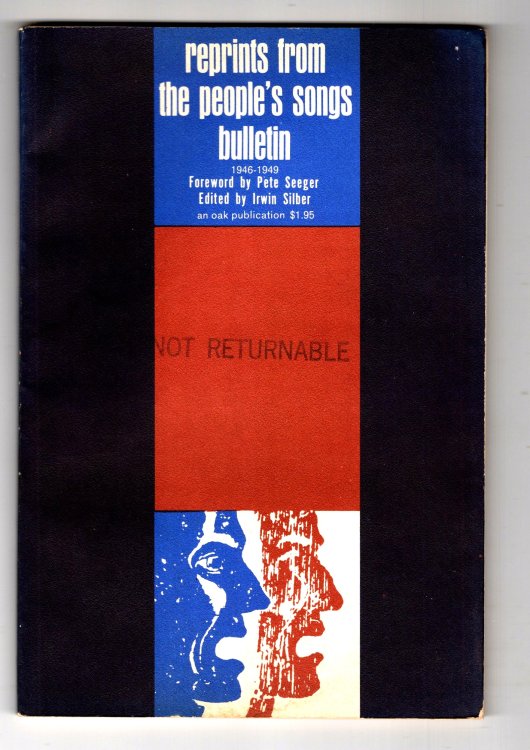 reprints from
the people's songs
bulletin
1946-1949
Foreword by Pete Seeger
Edited by Irwin Silber
an oak publication $1.95
NOT RETURNABLE